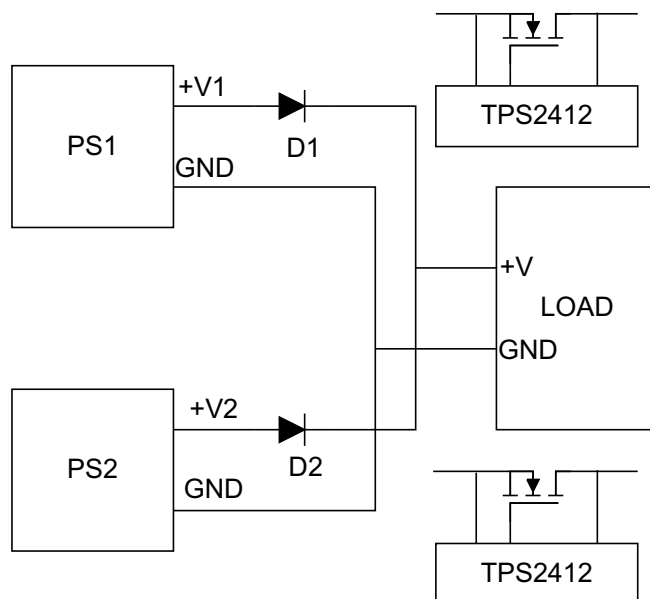 TPS2412
+V1
PS1
D1
GND
+V
LOAD
GND
+V2
PS2
D2
GND
TPS2412